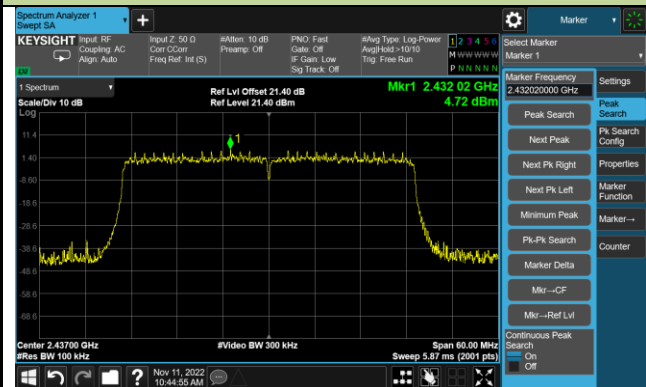 Spectrum Analyzer 1
Swept SA
Marker
KEYSIGHT
Input: RF
Coupling: AC
Align: Auto
Input Z: 50 Ω
Corr CCorr
Freq Ref: Int (S)
#Atten: 10 dB
Preamp: Off
PNO: Fast
Gate: Off
IF Gain: Low
Sig Track: Off
#Avg Type: Log-Power
Avg|Hold:>10/10
Trig: Free Run
1 2 3 4 5 6
M W W W W W
P N N N N N
Select Marker
Marker 1
LW
1 Spectrum
Scale/Div 10 dB
Log
Ref Lvl Offset 21.40 dB
Ref Level 21.40 dBm
Mkr1 2.432 02 GHz
4.72 dBm
11.4
1.40
-8.60
-18.6
-28.6
-38.6
-48.6
-58.6
-68.6
1
Center 2.43700 GHz
#Res BW 100 kHz
#Video BW 300 kHz
Span 60.00 MHz
Sweep 5.87 ms (2001 pts)
Marker Frequency
2.432020000 GHz
Peak Search
Next Peak
Next Pk Right
Next Pk Left
Minimum Peak
Pk-Pk Search
Marker Delta
Mkr→CF
Mkr→Ref Lvl
Continuous Peak
Search
On
Off
Settings
Peak
Search
Pk Search
Config
Properties
Marker
Function
Marker→
Counter
?
Nov 11, 2022
10:44:55 AM